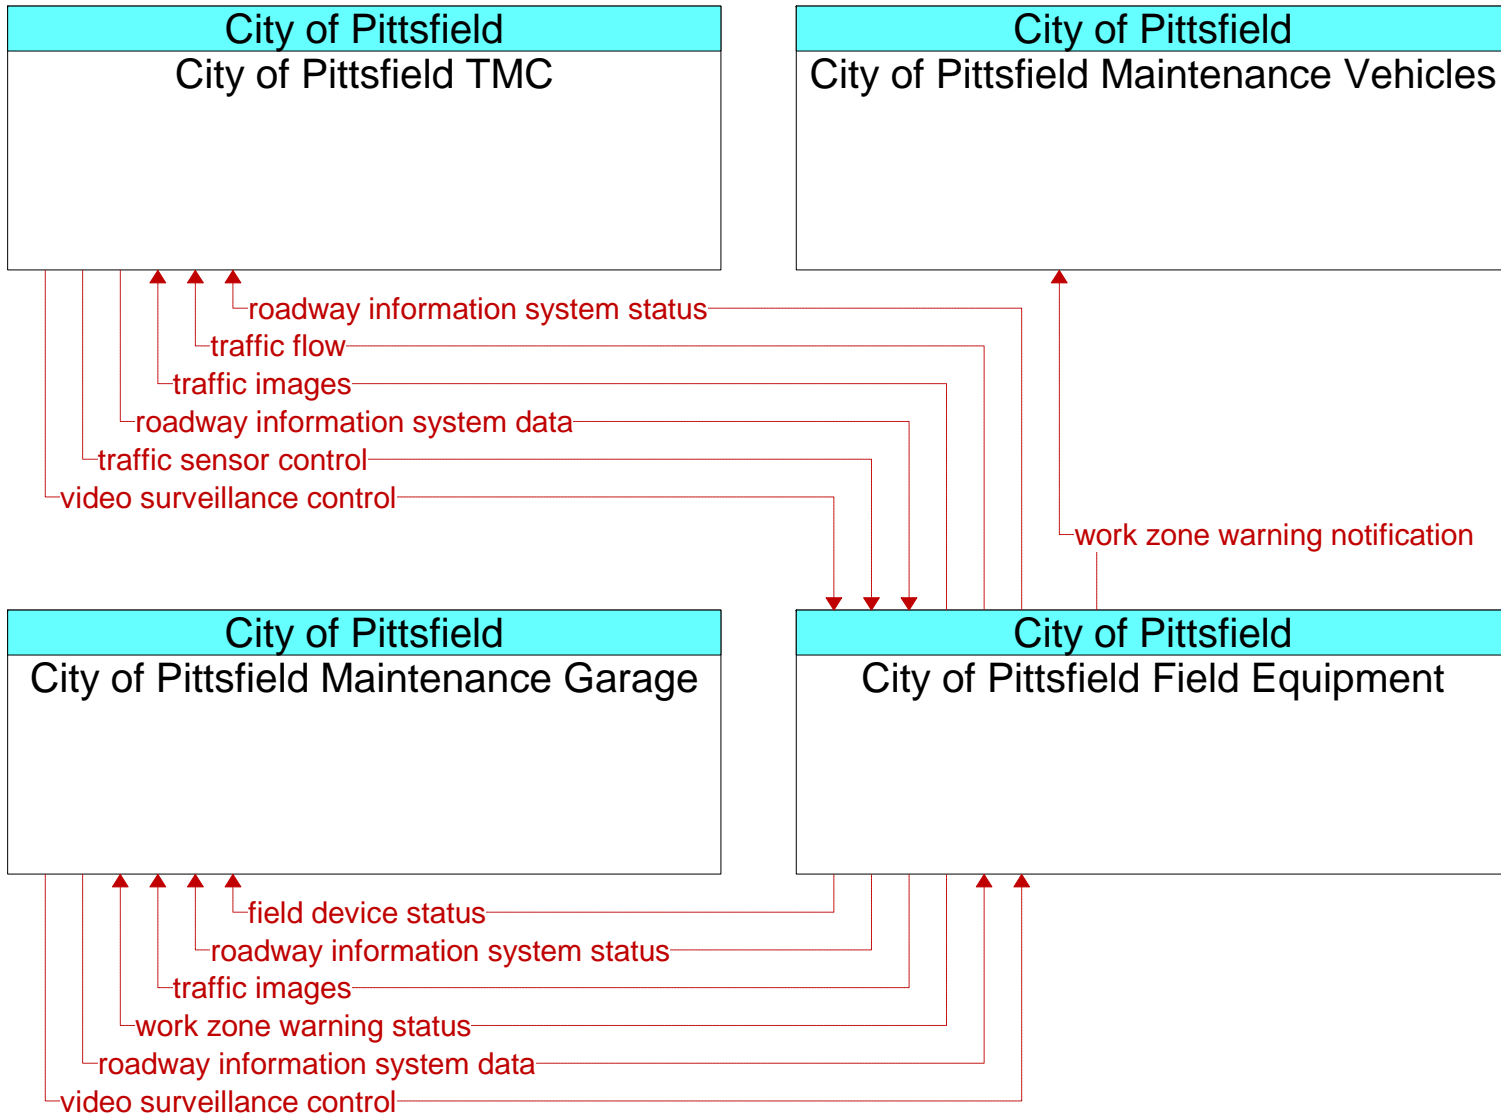 City of Pittsfield
City of Pittsfield TMC
City of Pittsfield
City of Pittsfield Maintenance Vehicles
roadway information system status
traffic flow
traffic images
roadway information system data
traffic sensor control
video surveillance control
work zone warning notification
City of Pittsfield
City of Pittsfield Maintenance Garage
City of Pittsfield
City of Pittsfield Field Equipment
field device status
roadway information system status
traffic images
work zone warning status
roadway information system data
video surveillance control